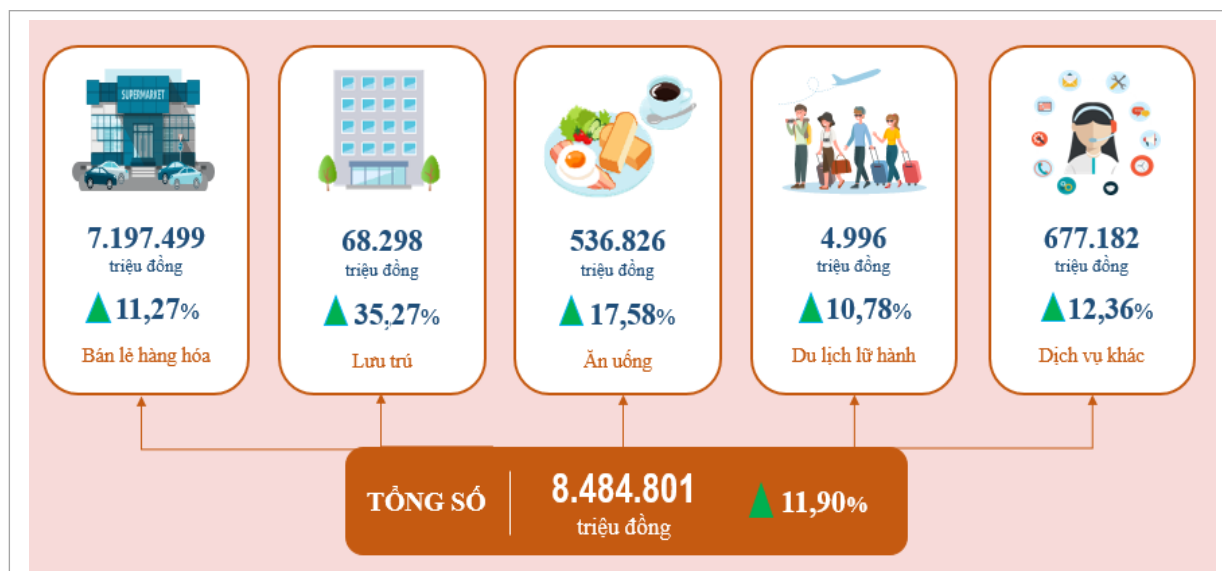 SUPERMARKET
7.197.499
triệu đồng
11,27%
Bán lẻ hàng hóa
68.298
triệu đồng
35,27%
Lưu trú
536.826
triệu đồng
17,58%
Ăn uống
4.996
triệu đồng
10,78%
Du lịch lữ hành
677.182
triệu đồng
12,36%
Dịch vụ khác
TỔNG SỐ
8.484.801
triệu đồng
11,90%